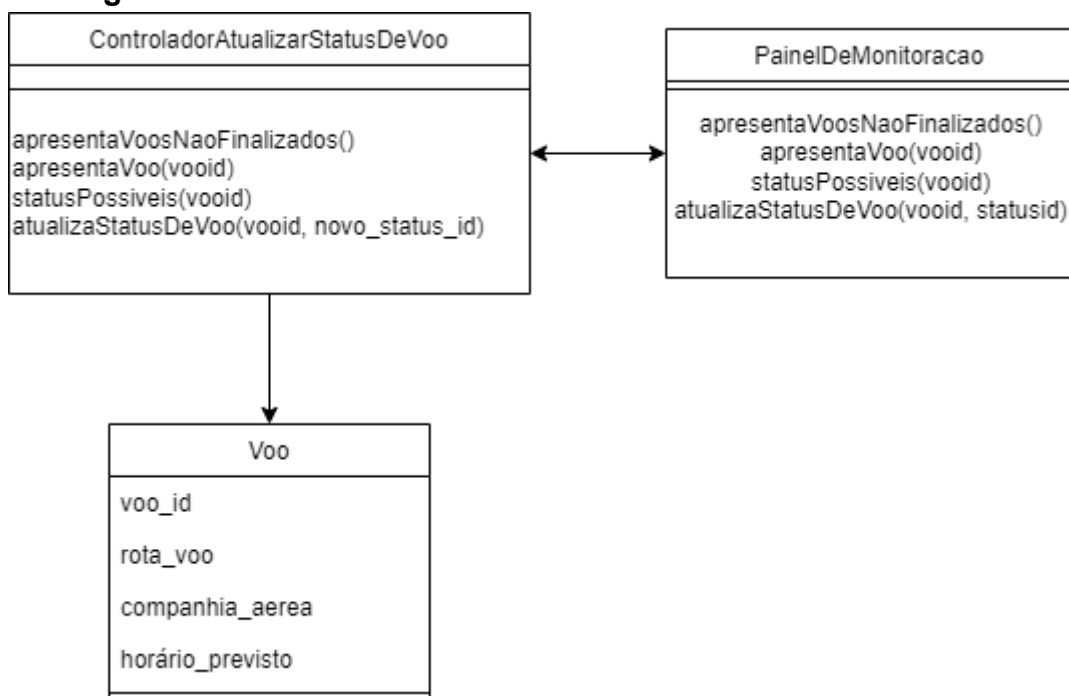 ControladorAtualizarStatusDeVoo
apresentaVoosNaoFinalizados()
apresentaVoo(vooid)
statusPossiveis(vooid)
atualizaStatusDeVoo(vooid, novo_status_id)
PainelDeMonitoracao
apresentaVoosNaoFinalizados()
apresentaVoo(vooid)
statusPossiveis(vooid)
atualizaStatusDeVoo(vooid, statusid)
Voo
voo_id
rota_voo
companhia_aerea
horário_previsto